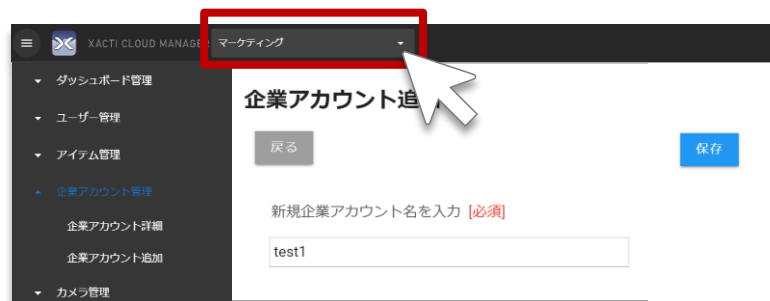 XACTI CLOUD MANAGE
マーケティング
ダッシュボード管理
ユーザー管理
アイテム管理
企業アカウント管理
企業アカウント詳細
企業アカウント追加
カメラ管理
企業アカウント追
戻る
保存
新規企業アカウント名を入力 [必須]
test1